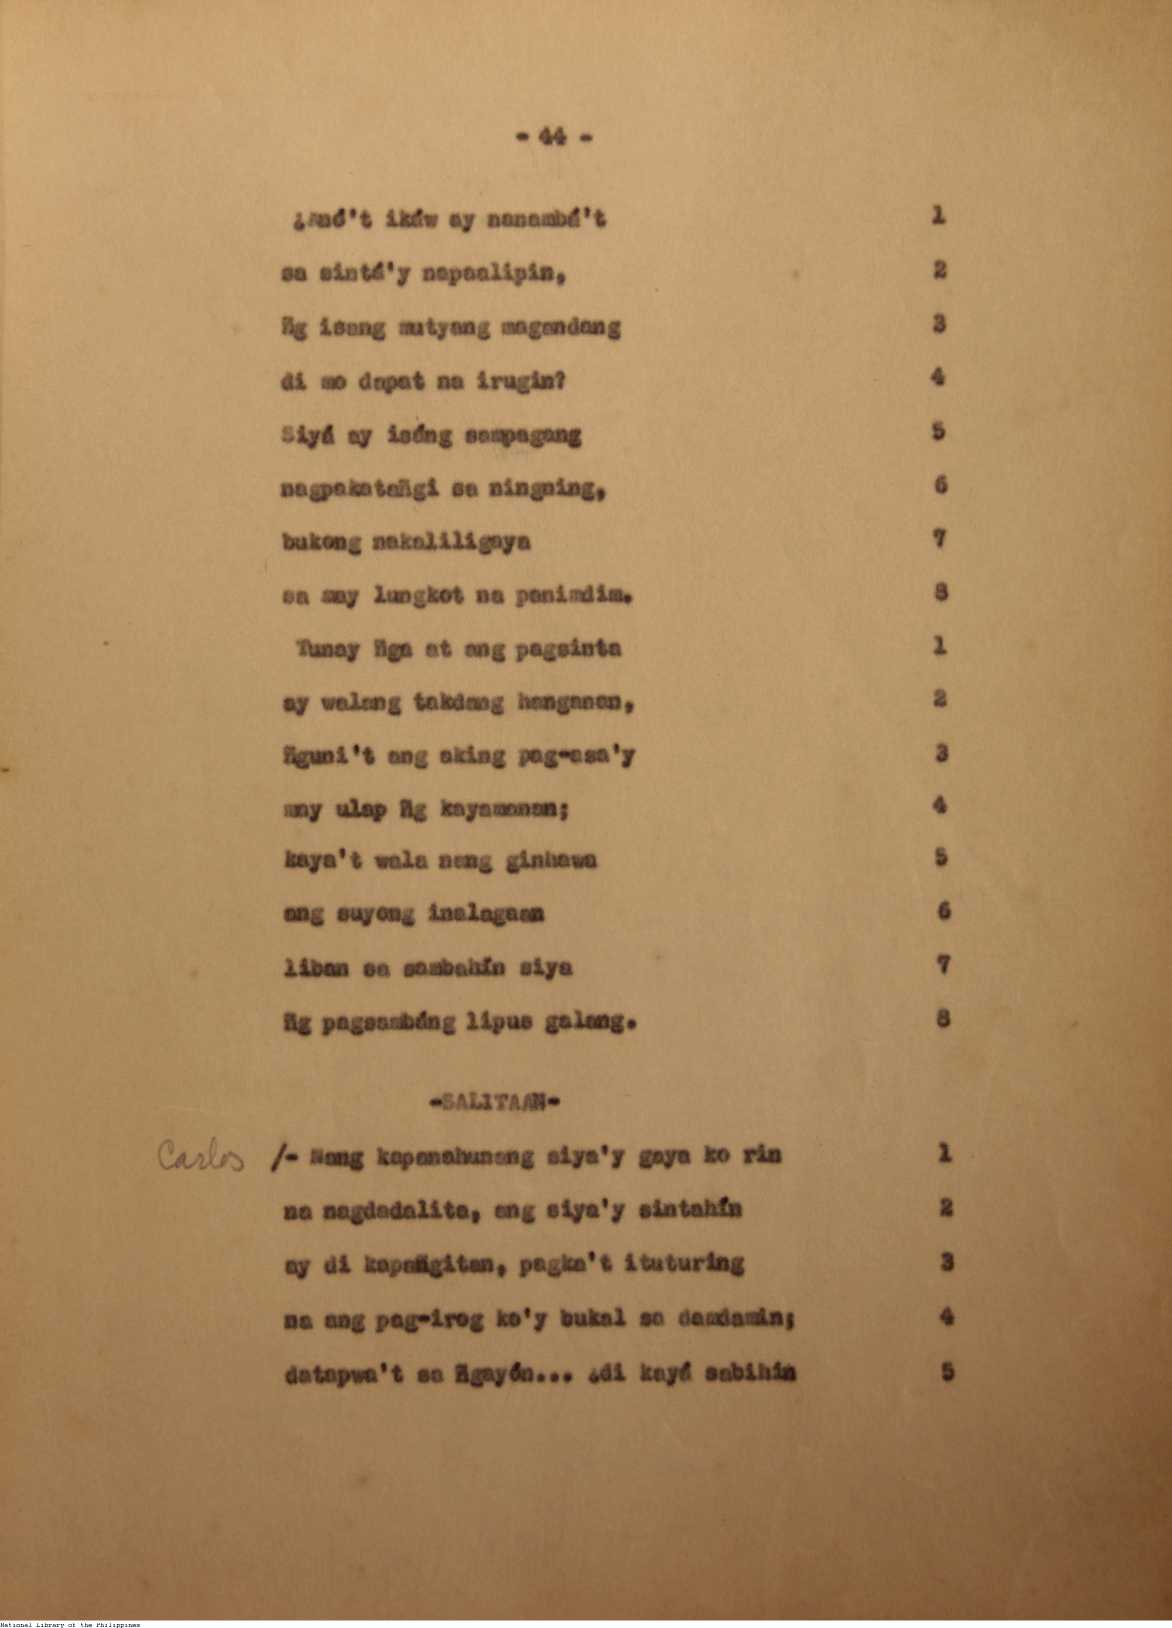 - 44 -
¿Anó't ikáw ay nanambá't 1
sa sintá'y napaalipin, 2
ñg isang mutyang magandang 3
di mo dapat na irugin? 4
Siyá ay isáng sampagang 5
nagpakatañgi sa ningning, 6
bukong nakaliligaya 7
sa may lungkot na panimdim. 8
Tunay ñga at ang pagsinta 1
ay walang takdang hanganan, 2
ñguni't ang aking pag-asa'y 3
may ulap ñg kayamanan; 4
kaya't wala nang ginhawa 5
ang suyong inalagaan 6
liban sa sambahín siya 7
ñg pagsambáng lipus galang. 8
-SALITAAN-
Carlos /- Nang kapanahunang siya'y gaya ko rin 1
na nagdadalita, ang siya'y sintahín 2
ay di kapañgitan, pagka't ituturing 3
na ang pag-irog ko'y bukal sa damdamin; 4
datapwa't sa ñgayón... ¿di kayá sabihín 5
National Library of the Philippines